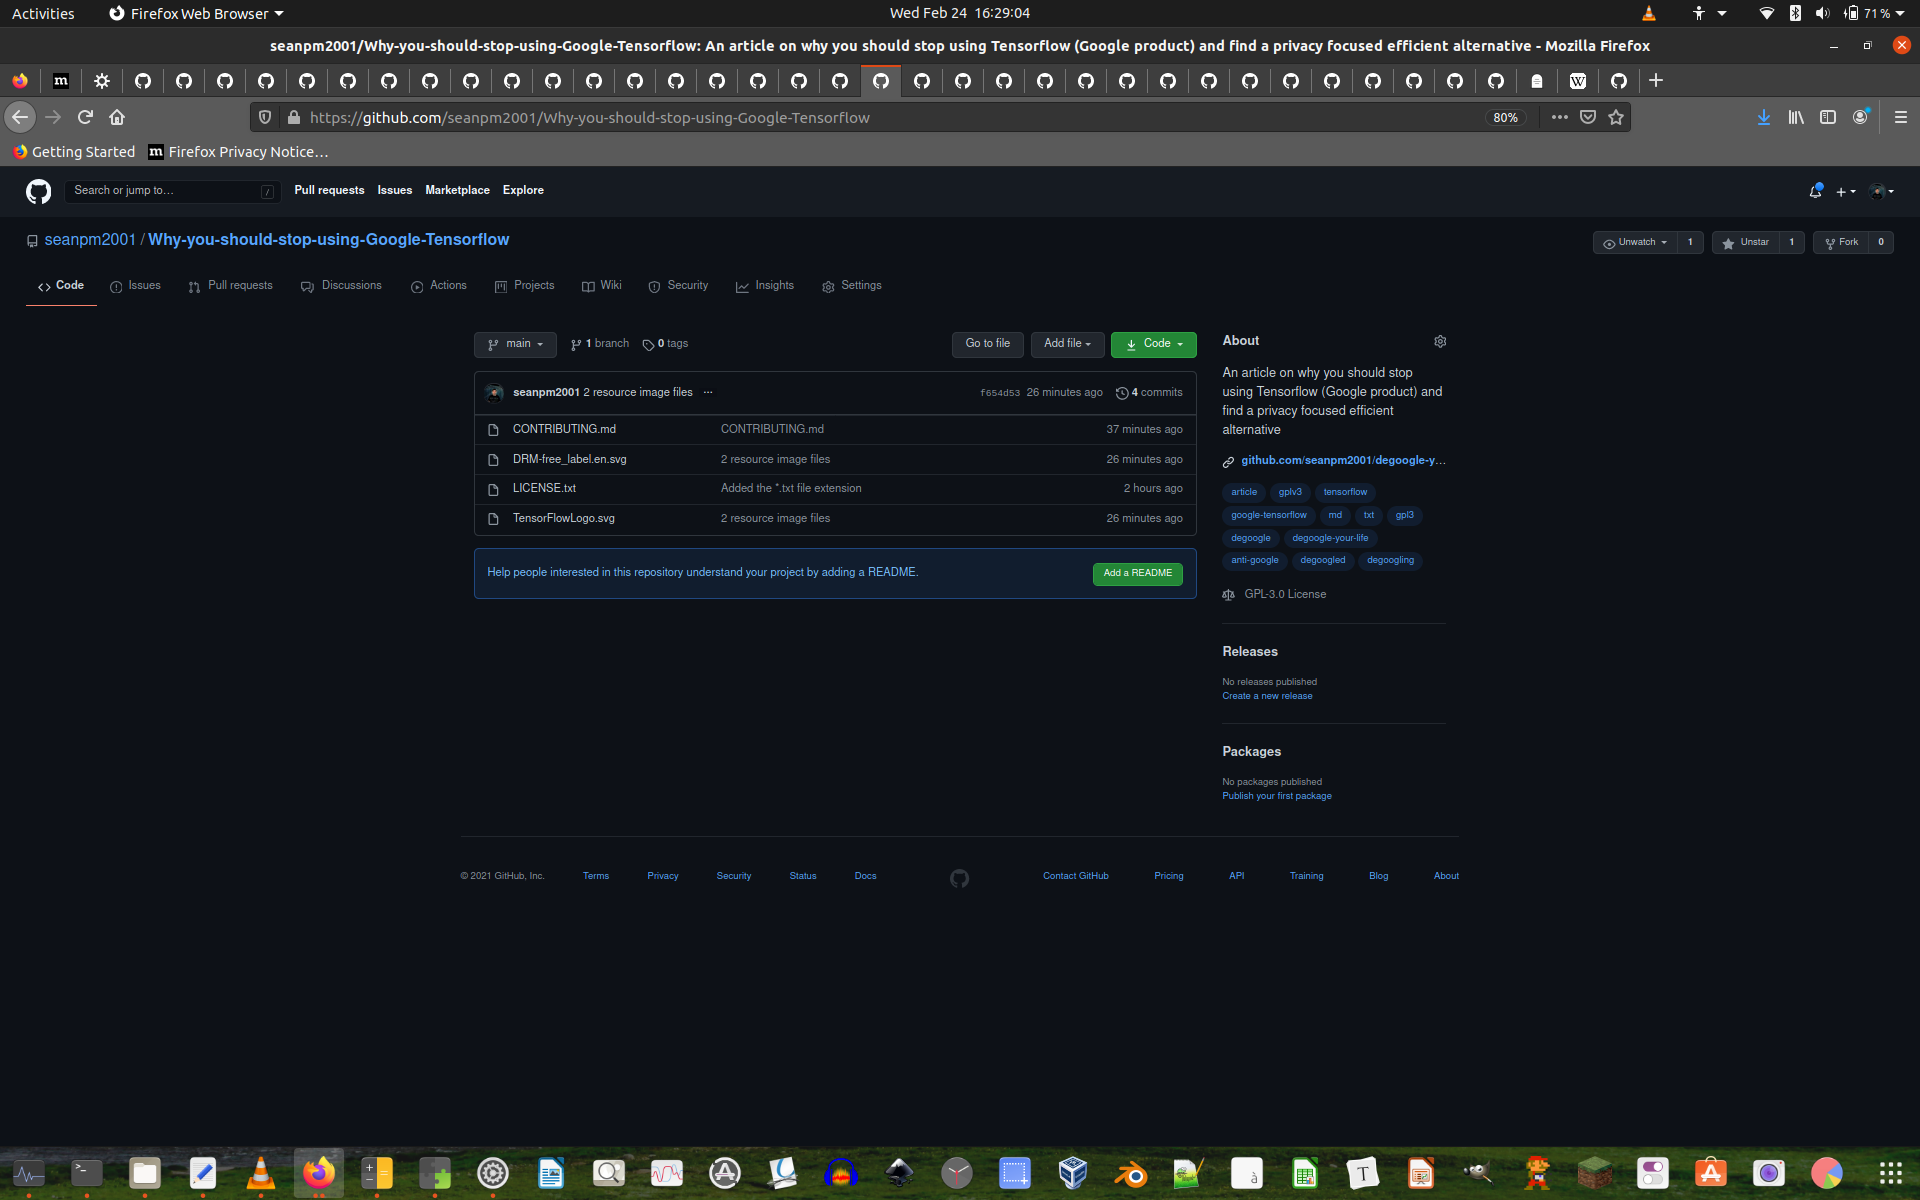 Activities
Firefox Web Browser
Wed Feb 24 16:29:04
71 %
seanpm2001/Why-you-should-stop-using-Google-Tensorflow: An article on why you should stop using Tensorflow (Google product) and find a privacy focused efficient alternative - Mozilla Firefox
https://github.com/seanpm2001/Why-you-should-stop-using-Google-Tensorflow
80%
Getting Started
Firefox Privacy Notice…
Search or jump to…
/
Pull requests
Issues
Marketplace
Explore
seanpm2001 / Why-you-should-stop-using-Google-Tensorflow
Unwatch 1
Unstar 1
Fork 0
Code
Issues
Pull requests
Discussions
Actions
Projects
Wiki
Security
Insights
Settings
main
1 branch
0 tags
Go to file
Add file
Code
seanpm2001 2 resource image files ...
f654d53 26 minutes ago
4 commits
CONTRIBUTING.md CONTRIBUTING.md 37 minutes ago
DRM-free_label.en.svg 2 resource image files 26 minutes ago
LICENSE.txt Added the *.txt file extension 2 hours ago
TensorFlowLogo.svg 2 resource image files 26 minutes ago
Help people interested in this repository understand your project by adding a README.
Add a README
About
An article on why you should stop
using Tensorflow (Google product) and
find a privacy focused efficient
alternative
github.com/seanpm2001/degoogle-y…
article gplv3 tensorflow
google-tensorflow md txt gpl3
degoogle degoogle-your-life
anti-google degoogled degoogling
GPL-3.0 License
Releases
No releases published
Create a new release
Packages
No packages published
Publish your first package
© 2021 GitHub, Inc.
Terms
Privacy
Security
Status
Docs
Contact GitHub
Pricing
API
Training
Blog
About